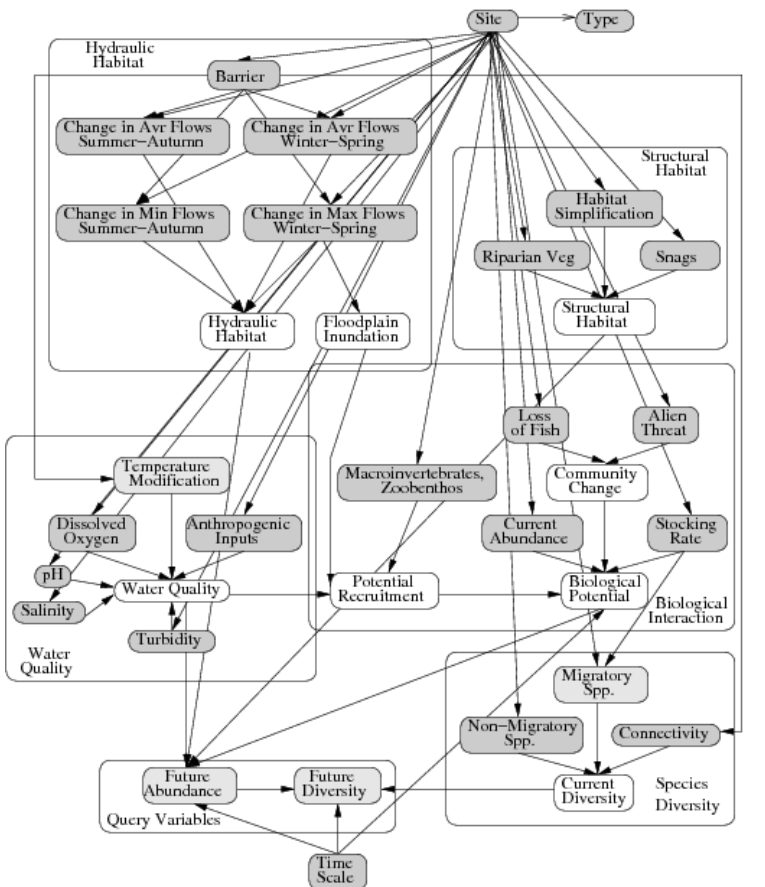 Site
Type
Hydraulic
Habitat
Barrier
Change in Avr Flows
Summer−Autumn
Change in Avr Flows
Winter−Spring
Structural
Habitat
Habitat
Simplification
Change in Min Flows
Summer−Autumn
Change in Max Flows
Winter−Spring
Riparian Veg
Snags
Hydraulic
Habitat
Floodplain
Inundation
Structural
Habitat
Loss
of Fish
Alien
Threat
Temperature
Modification
Macroinvertebrates,
Zoobenthos
Community
Change
Dissolved
Oxygen
Anthropogenic
Inputs
Current
Abundance
Stocking
Rate
pH
Water Quality
Potential
Recruitment
Biological
Potential
Salinity
Biological
Interaction
Turbidity
Water
Quality
Migratory
Spp.
Non−Migratory
Spp.
Connectivity
Future
Abundance
Future
Diversity
Current
Diversity
Species
Diversity
Query Variables
Time
Scale